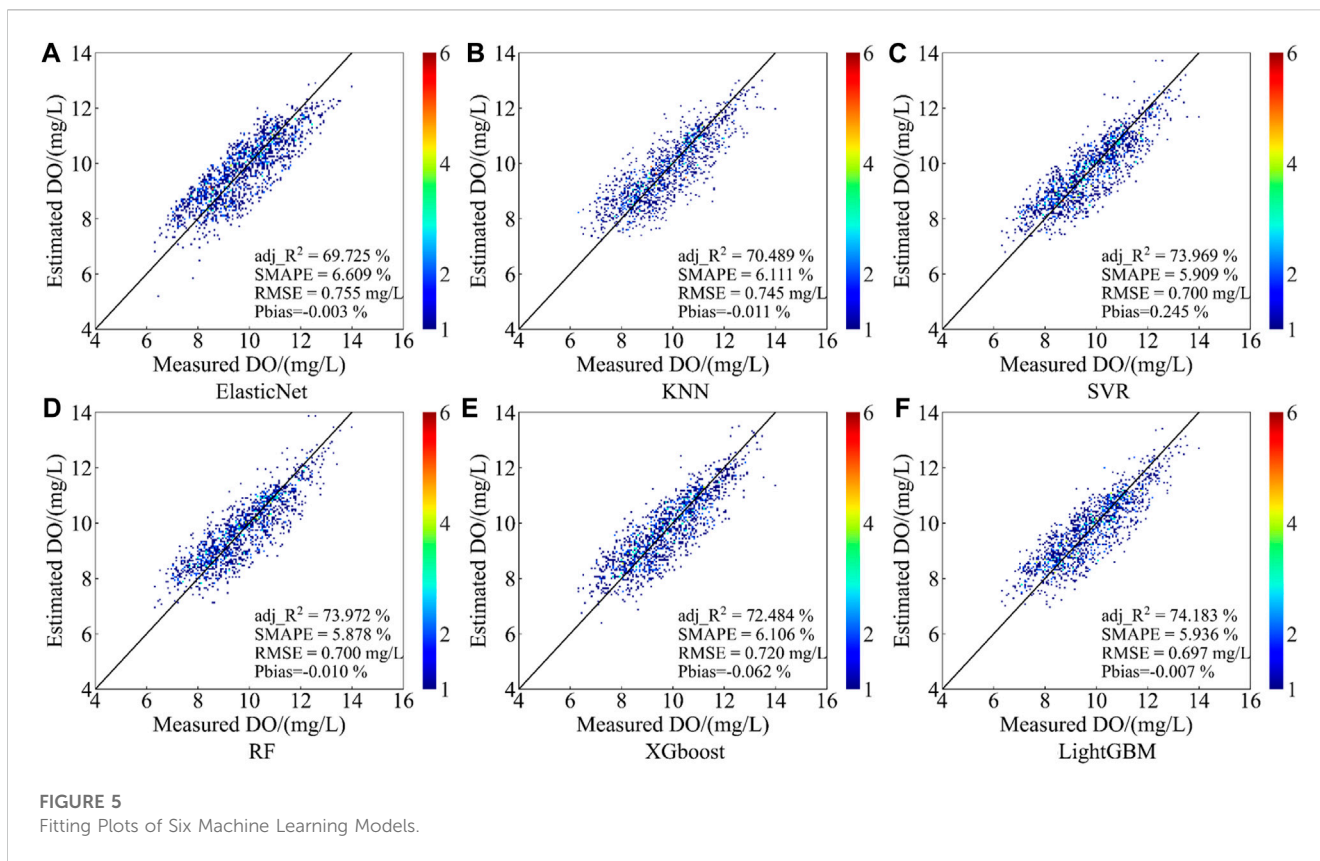 A
14
12
10
8
6
4
Estimated DO/(mg/L)
adj_R² = 69.725 %
SMAPE = 6.609 %
RMSE = 0.755 mg/L
Pbias=-0.003 %
4 6 8 10 12 14 16
Measured DO/(mg/L)
ElasticNet
6
4
2
1
B
14
12
10
8
6
4
Estimated DO/(mg/L)
adj_R² = 70.489 %
SMAPE = 6.111 %
RMSE = 0.745 mg/L
Pbias=-0.011 %
4 6 8 10 12 14 16
Measured DO/(mg/L)
KNN
6
4
2
1
C
14
12
10
8
6
4
Estimated DO/(mg/L)
adj_R² = 73.969 %
SMAPE = 5.909 %
RMSE = 0.700 mg/L
Pbias=0.245 %
4 6 8 10 12 14 16
Measured DO/(mg/L)
SVR
6
4
2
1
D
14
12
10
8
6
4
Estimated DO/(mg/L)
adj_R² = 73.972 %
SMAPE = 5.878 %
RMSE = 0.700 mg/L
Pbias=-0.010 %
4 6 8 10 12 14 16
Measured DO/(mg/L)
RF
6
4
2
1
E
14
12
10
8
6
4
Estimated DO/(mg/L)
adj_R² = 72.484 %
SMAPE = 6.106 %
RMSE = 0.720 mg/L
Pbias=-0.062 %
4 6 8 10 12 14 16
Measured DO/(mg/L)
XGboost
6
4
2
1
F
14
12
10
8
6
4
Estimated DO/(mg/L)
adj_R² = 74.183 %
SMAPE = 5.936 %
RMSE = 0.697 mg/L
Pbias=-0.007 %
4 6 8 10 12 14 16
Measured DO/(mg/L)
LightGBM
6
4
2
1
FIGURE 5
Fitting Plots of Six Machine Learning Models.